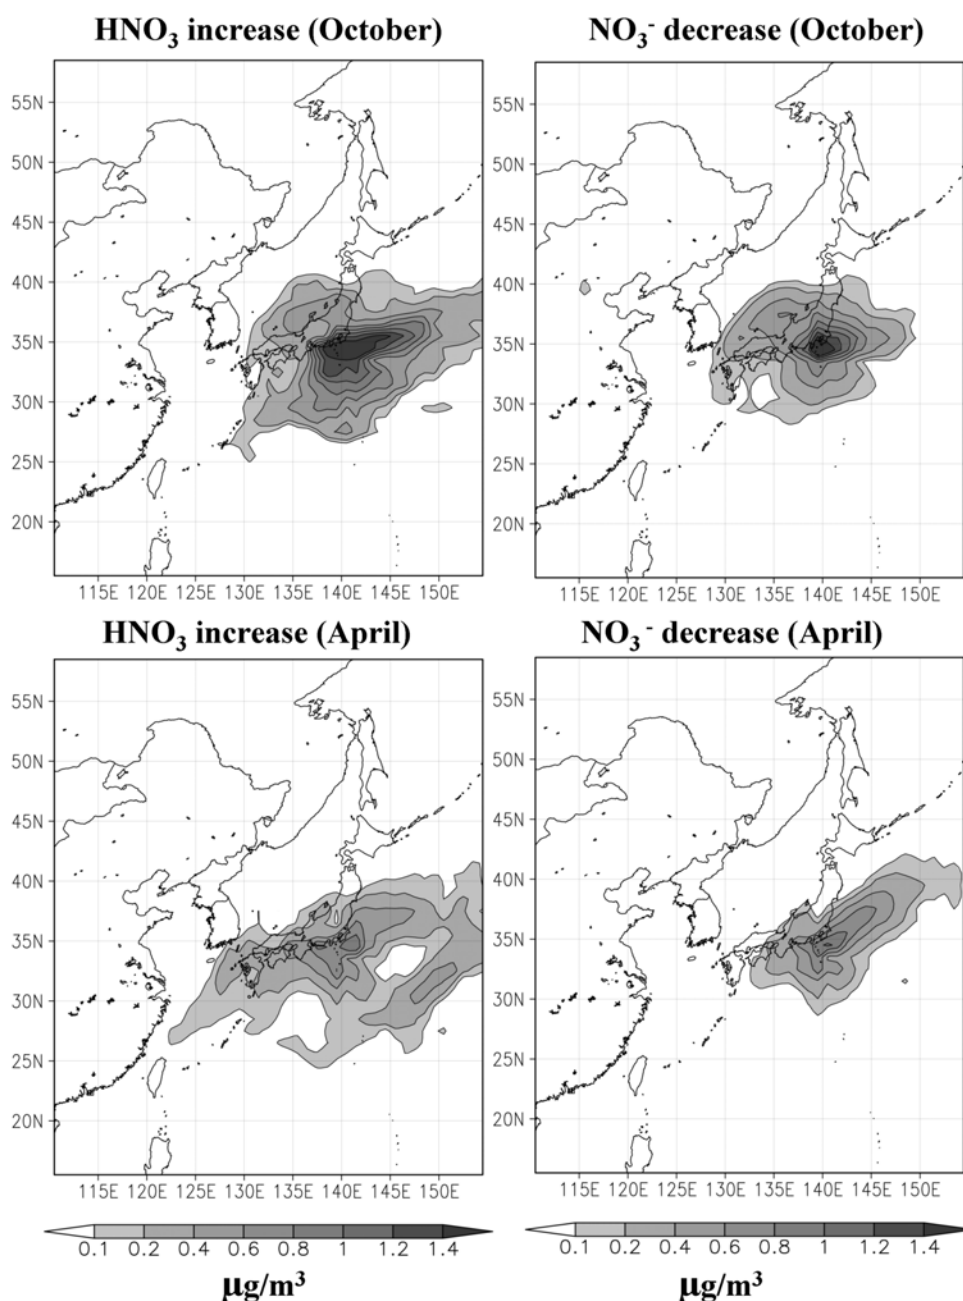 HNO₃ increase (October)
NO₃⁻ decrease (October)
55N
50N
45N
40N
35N
30N
25N
20N
115E 120E 125E 130E 135E 140E 145E 150E
55N
50N
45N
40N
35N
30N
25N
20N
115E 120E 125E 130E 135E 140E 145E 150E
HNO₃ increase (April)
NO₃⁻ decrease (April)
55N
50N
45N
40N
35N
30N
25N
20N
115E 120E 125E 130E 135E 140E 145E 150E
55N
50N
45N
40N
35N
30N
25N
20N
115E 120E 125E 130E 135E 140E 145E 150E
0.1 0.2 0.4 0.6 0.8 1 1.2 1.4
μg/m³
0.1 0.2 0.4 0.6 0.8 1 1.2 1.4
μg/m³